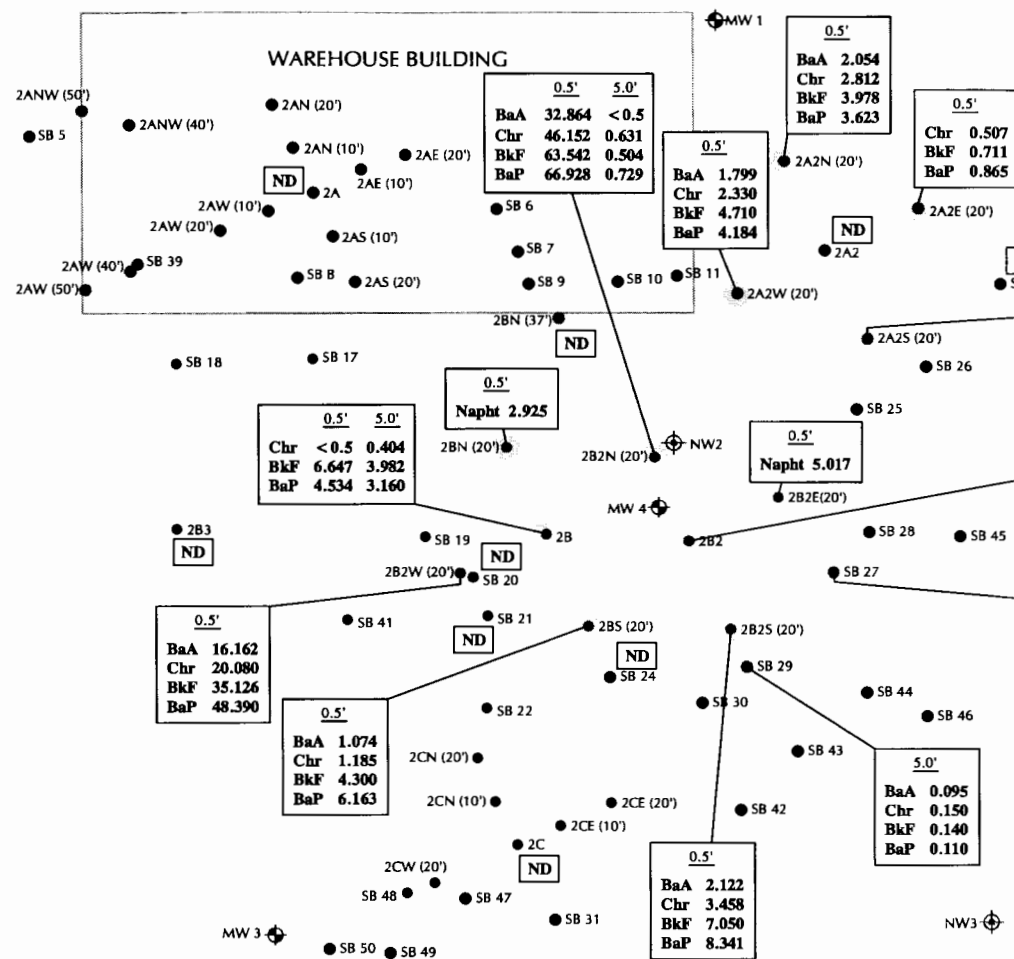 MW 1
WAREHOUSE BUILDING
0.5'
BaA 2.054
Chr 2.812
BkF 3.978
BaP 3.623
2ANW (50')
SB 5
2ANW (40')
2AN (20')
2AN (10')
2AE (20')
2AE (10')
ND
2A
2AW (10')
2AW (20')
2AS (10')
2AW (40')
SB 39
2AW (50')
SB 8
2AS (20')
0.5' 5.0'
BaA 32.864 < 0.5
Chr 46.152 0.631
BkF 63.542 0.504
BaP 66.928 0.729
SB 6
SB 7
SB 9
SB 10
SB 11
0.5'
BaA 1.799
Chr 2.330
BkF 4.710
BaP 4.184
2A2N (20')
0.5'
Chr 0.507
BkF 0.711
BaP 0.865
2A2E (20')
ND
2A2
S
2A2W (20')
2BN (37')
ND
2A2S (20')
SB 26
SB 25
SB 18
SB 17
0.5'
Napht 2.925
2BN (20')
0.5' 5.0'
Chr < 0.5 0.404
BkF 6.647 3.982
BaP 4.534 3.160
2B2N (20')
NW2
0.5'
Napht 5.017
2B2E(20')
MW 4
2B3
ND
SB 19
2B
2B2
SB 28
SB 45
ND
2B2W (20')
SB 20
SB 27
0.5'
BaA 16.162
Chr 20.080
BkF 35.126
BaP 48.390
SB 41
SB 21
ND
2BS (20')
2B2S (20')
ND
SB 24
SB 29
SB 30
SB 44
SB 46
0.5'
BaA 1.074
Chr 1.185
BkF 4.300
BaP 6.163
SB 22
2CN (20')
SB 43
5.0'
BaA 0.095
Chr 0.150
BkF 0.140
BaP 0.110
2CN (10')
2CE (20')
SB 42
2CE (10')
2C
ND
0.5'
BaA 2.122
Chr 3.458
BkF 7.050
BaP 8.341
2CW (20')
SB 48
SB 47
SB 31
MW 3
SB 50
SB 49
NW3